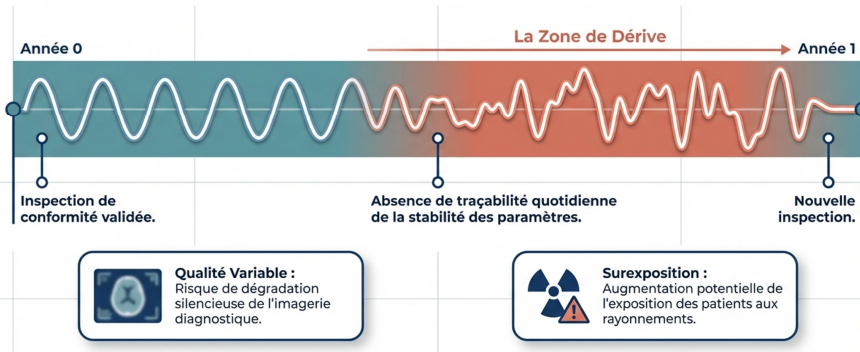 La Zone de Dérive
Année 0
Année 1
Inspection de
conformité validée.
Absence de traçabilité quotidienne
de la stabilité des paramètres.
Nouvelle
inspection.
Qualité Variable :
Risque de dégradation
silencieuse de l'imagerie
diagnostique.
Surexposition :
Augmentation potentielle de
l'exposition des patients aux
rayonnements.